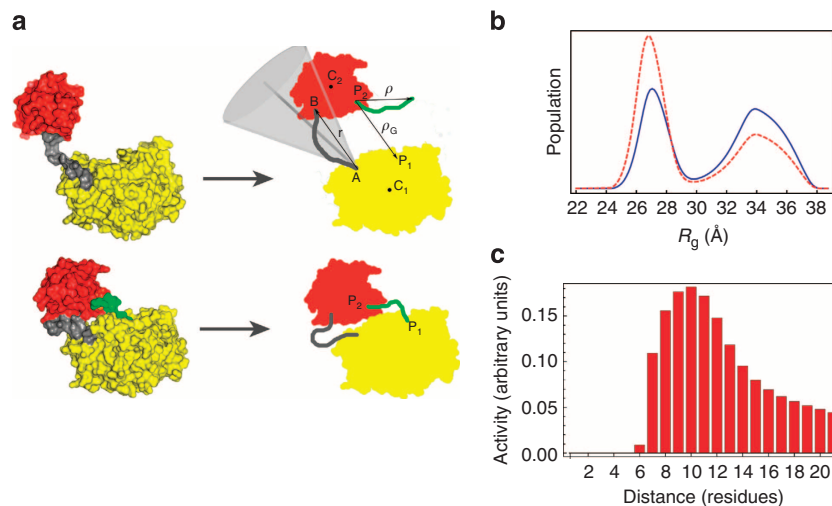 a
C2
B
P2
ρ
r
ρG
P1
A
C1
P2
P1
b
Population
22 24 26 28 30 32 34 36 38
Rg (Å)
c
Activity (arbitrary units)
0.15
0.10
0.05
0.00
2 4 6 8 10 12 14 16 18 20
Distance (residues)